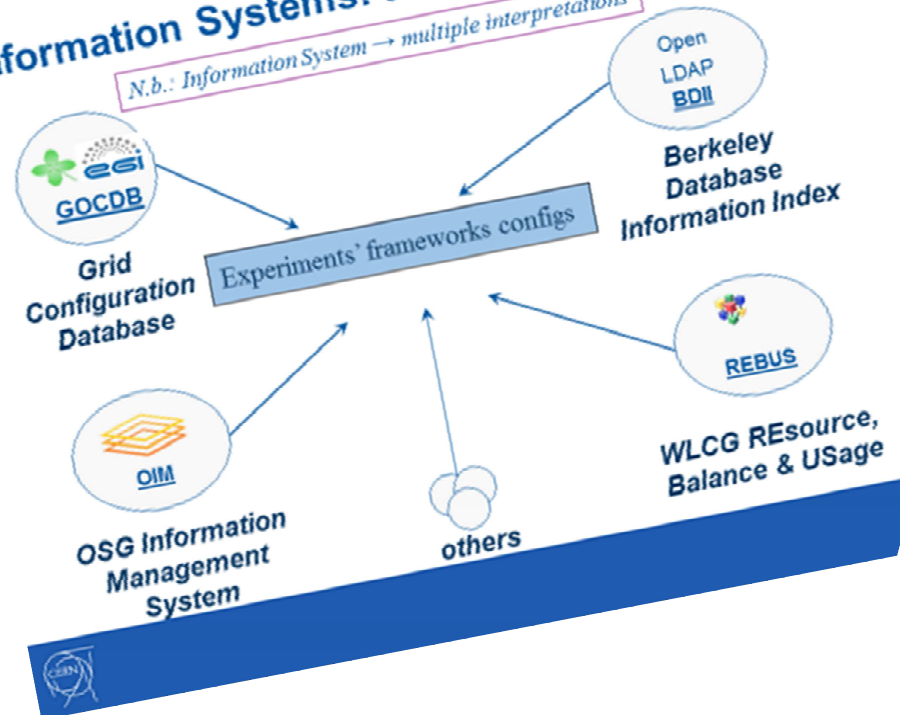 Information Systems:
N.b.: Information System → multiple interpretations
Open
LDAP
BDII
Berkeley
Database
Information Index
egi
GOCDB
Grid
Configuration
Database
Experiments' frameworks configs
REBUS
WLCG REsource,
Balance & USage
OIM
OSG Information
Management
System
others
CERN